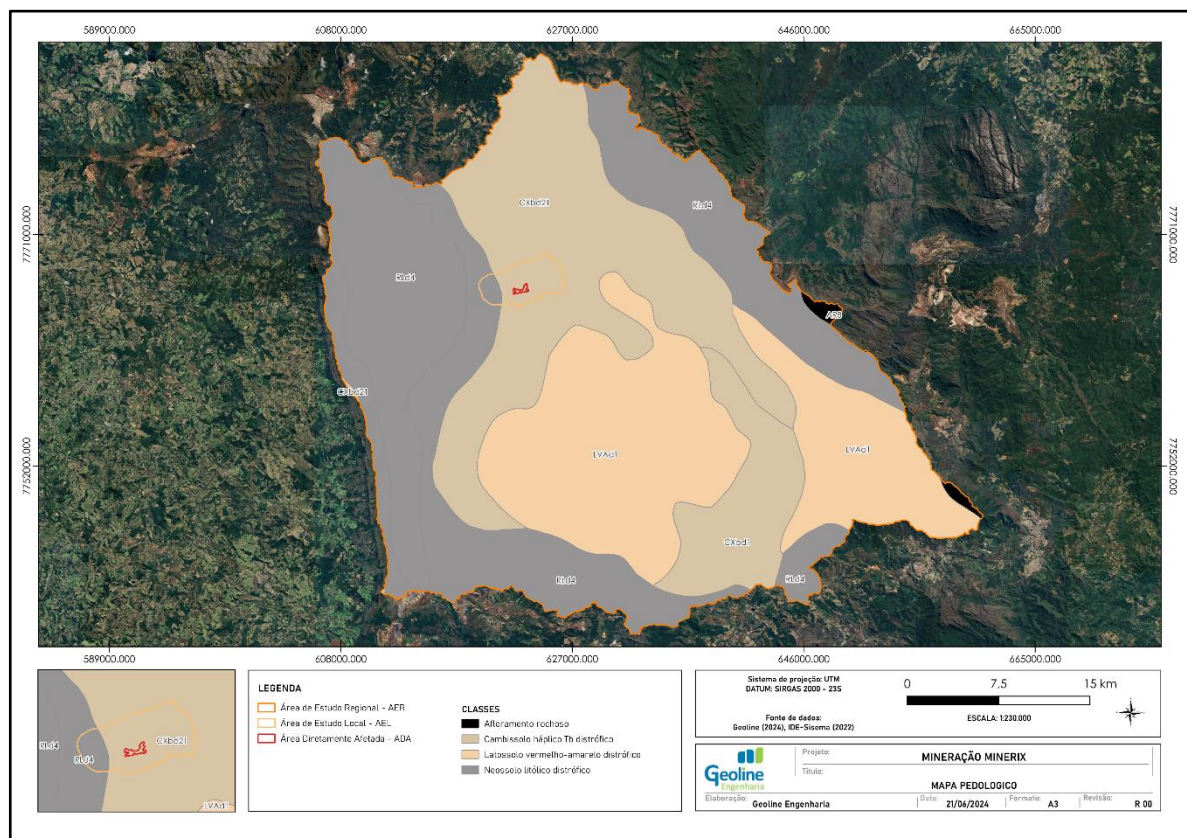 589000.000 608000.000 627000.000 646000.000 665000.000
7771000.000
7771000.000
7752000.000
7752000.000
CXbd21
RLd4
RLd4
AR3
CXbd21
LVAd1
LVAd1
CXbd1
RLd4
RLd4
589000.000 608000.000 627000.000 646000.000 665000.000
RLd4
RLd4
CXbd21
LVAd1
LEGENDA
Área de Estudo Regional - AER
Área de Estudo Local - AEL
Área Diretamente Afetada - ADA
CLASSES
Afloramento rochoso
Cambissolo háplico Tb distrófico
Latossolo vermelho-amarelo distrófico
Neossolo litólico distrófico
Sistema de projeção: UTM
DATUM: SIRGAS 2000 - 23S
Fonte de dados:
Geoline (2024), IDE-Sisema (2022)
0 7,5 15 km
ESCALA: 1:230.000
Geoline
Engenharia
Projeto:
MINERAÇÃO MINERIX
Título:
MAPA PEDOLOGICO
Elaboração: Geoline Engenharia
Data: 21/06/2024
Formato: A3
Revisão: R 00